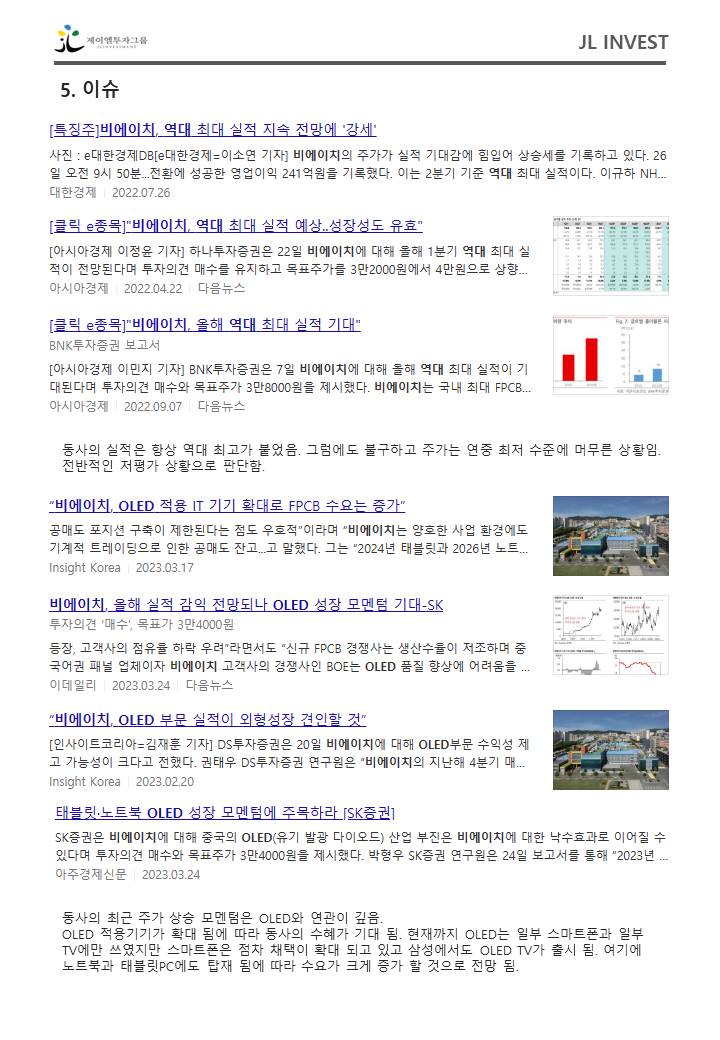 제이엘투자그룹
JLINVESTMENT
JL INVEST
5. 이슈
[특징주]비에이치, 역대 최대 실적 지속 전망에 '강세'
사진 : e대한경제DB[e대한경제=이소연 기자] 비에이치의 주가가 실적 기대감에 힘입어 상승세를 기록하고 있다. 26
일 오전 9시 50분...전환에 성공한 영업이익 241억원을 기록했다. 이는 2분기 기준 역대 최대 실적이다. 이규하 NH...
대한경제 | 2022.07.26
[클릭 e종목]"비에이치, 역대 최대 실적 예상..성장성도 유효"
[아시아경제 이정윤 기자] 하나투자증권은 22일 비에이치에 대해 올해 1분기 역대 최대 실
적이 전망된다며 투자의견 매수를 유지하고 목표주가를 3만2000원에서 4만원으로 상향...
아시아경제 | 2022.04.22 | 다음뉴스
[클릭 e종목]"비에이치, 올해 역대 최대 실적 기대"
BNK투자증권 보고서
[아시아경제 이민지 기자] BNK투자증권은 7일 비에이치에 대해 올해 역대 최대 실적이 기
대된다며 투자의견 매수와 목표주가 3만8000원을 제시했다. 비에이치는 국내 최대 FPCB...
아시아경제 | 2022.09.07 | 다음뉴스
동사의 실적은 항상 역대 최고가 붙었음. 그럼에도 불구하고 주가는 연중 최저 수준에 머무른 상황임.
전반적인 저평가 상황으로 판단함.
“비에이치, OLED 적용 IT 기기 확대로 FPCB 수요는 증가”
공매도 포지션 구축이 제한된다는 점도 우호적”이라며 “비에이치는 양호한 사업 환경에도
기계적 트레이딩으로 인한 공매도 잔고...고 말했다. 그는 “2024년 태블릿과 2026년 노트...
Insight Korea | 2023.03.17
비에이치, 올해 실적 감익 전망되나 OLED 성장 모멘텀 기대-SK
투자의견 ‘매수’, 목표가 3만4000원
등장, 고객사의 점유율 하락 우려”라면서도 “신규 FPCB 경쟁사는 생산수율이 저조하며 중
국어권 패널 업체이자 비에이치 고객사의 경쟁사인 BOE는 OLED 품질 향상에 어려움을 ...
이데일리 | 2023.03.24 | 다음뉴스
“비에이치, OLED 부문 실적이 외형성장 견인할 것”
[인사이트코리아=김재훈 기자] DS투자증권은 20일 비에이치에 대해 OLED부문 수익성 제
고 가능성이 크다고 전했다. 권태우 DS투자증권 연구원은 “비에이치의 지난해 4분기 매...
Insight Korea | 2023.02.20
태블릿·노트북 OLED 성장 모멘텀에 주목하라 [SK증권]
SK증권은 비에이치에 대해 중국의 OLED(유기 발광 다이오드) 산업 부진은 비에이치에 대한 낙수효과로 이어질 수
있다며 투자의견 매수와 목표주가 3만4000원을 제시했다. 박형우 SK증권 연구원은 24일 보고서를 통해 “2023년 ...
아주경제신문 | 2023.03.24
동사의 최근 주가 상승 모멘텀은 OLED와 연관이 깊음.
OLED 적용기기가 확대 됨에 따라 동사의 수혜가 기대 됨. 현재까지 OLED는 일부 스마트폰과 일부
TV에만 쓰였지만 스마트폰은 점차 채택이 확대 되고 있고 삼성에서도 OLED TV가 출시 됨. 여기에
노트북과 태블릿PC에도 탑재 됨에 따라 수요가 크게 증가 할 것으로 전망 됨.